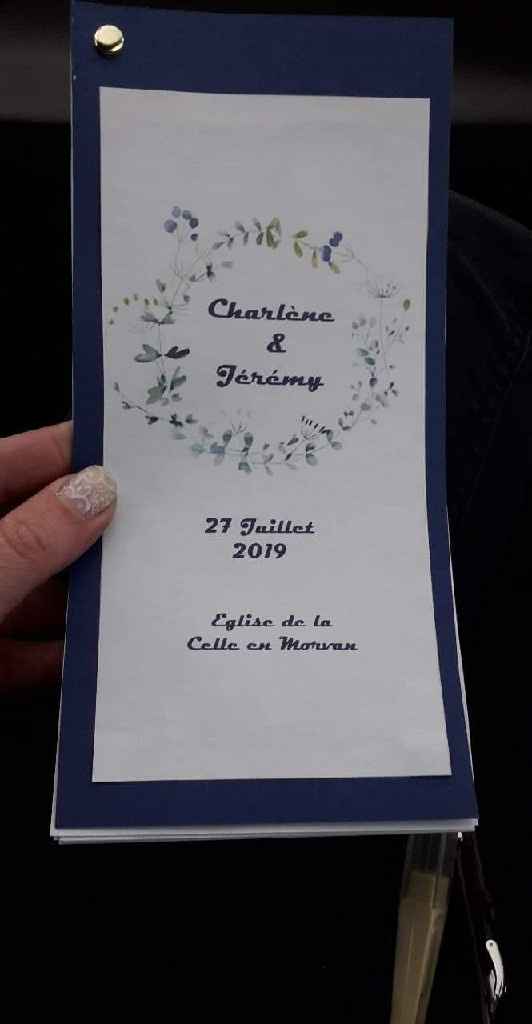 Charlène
&
Jérémy
27 Juillet
2019
Eglise de la
Celle en Morvan